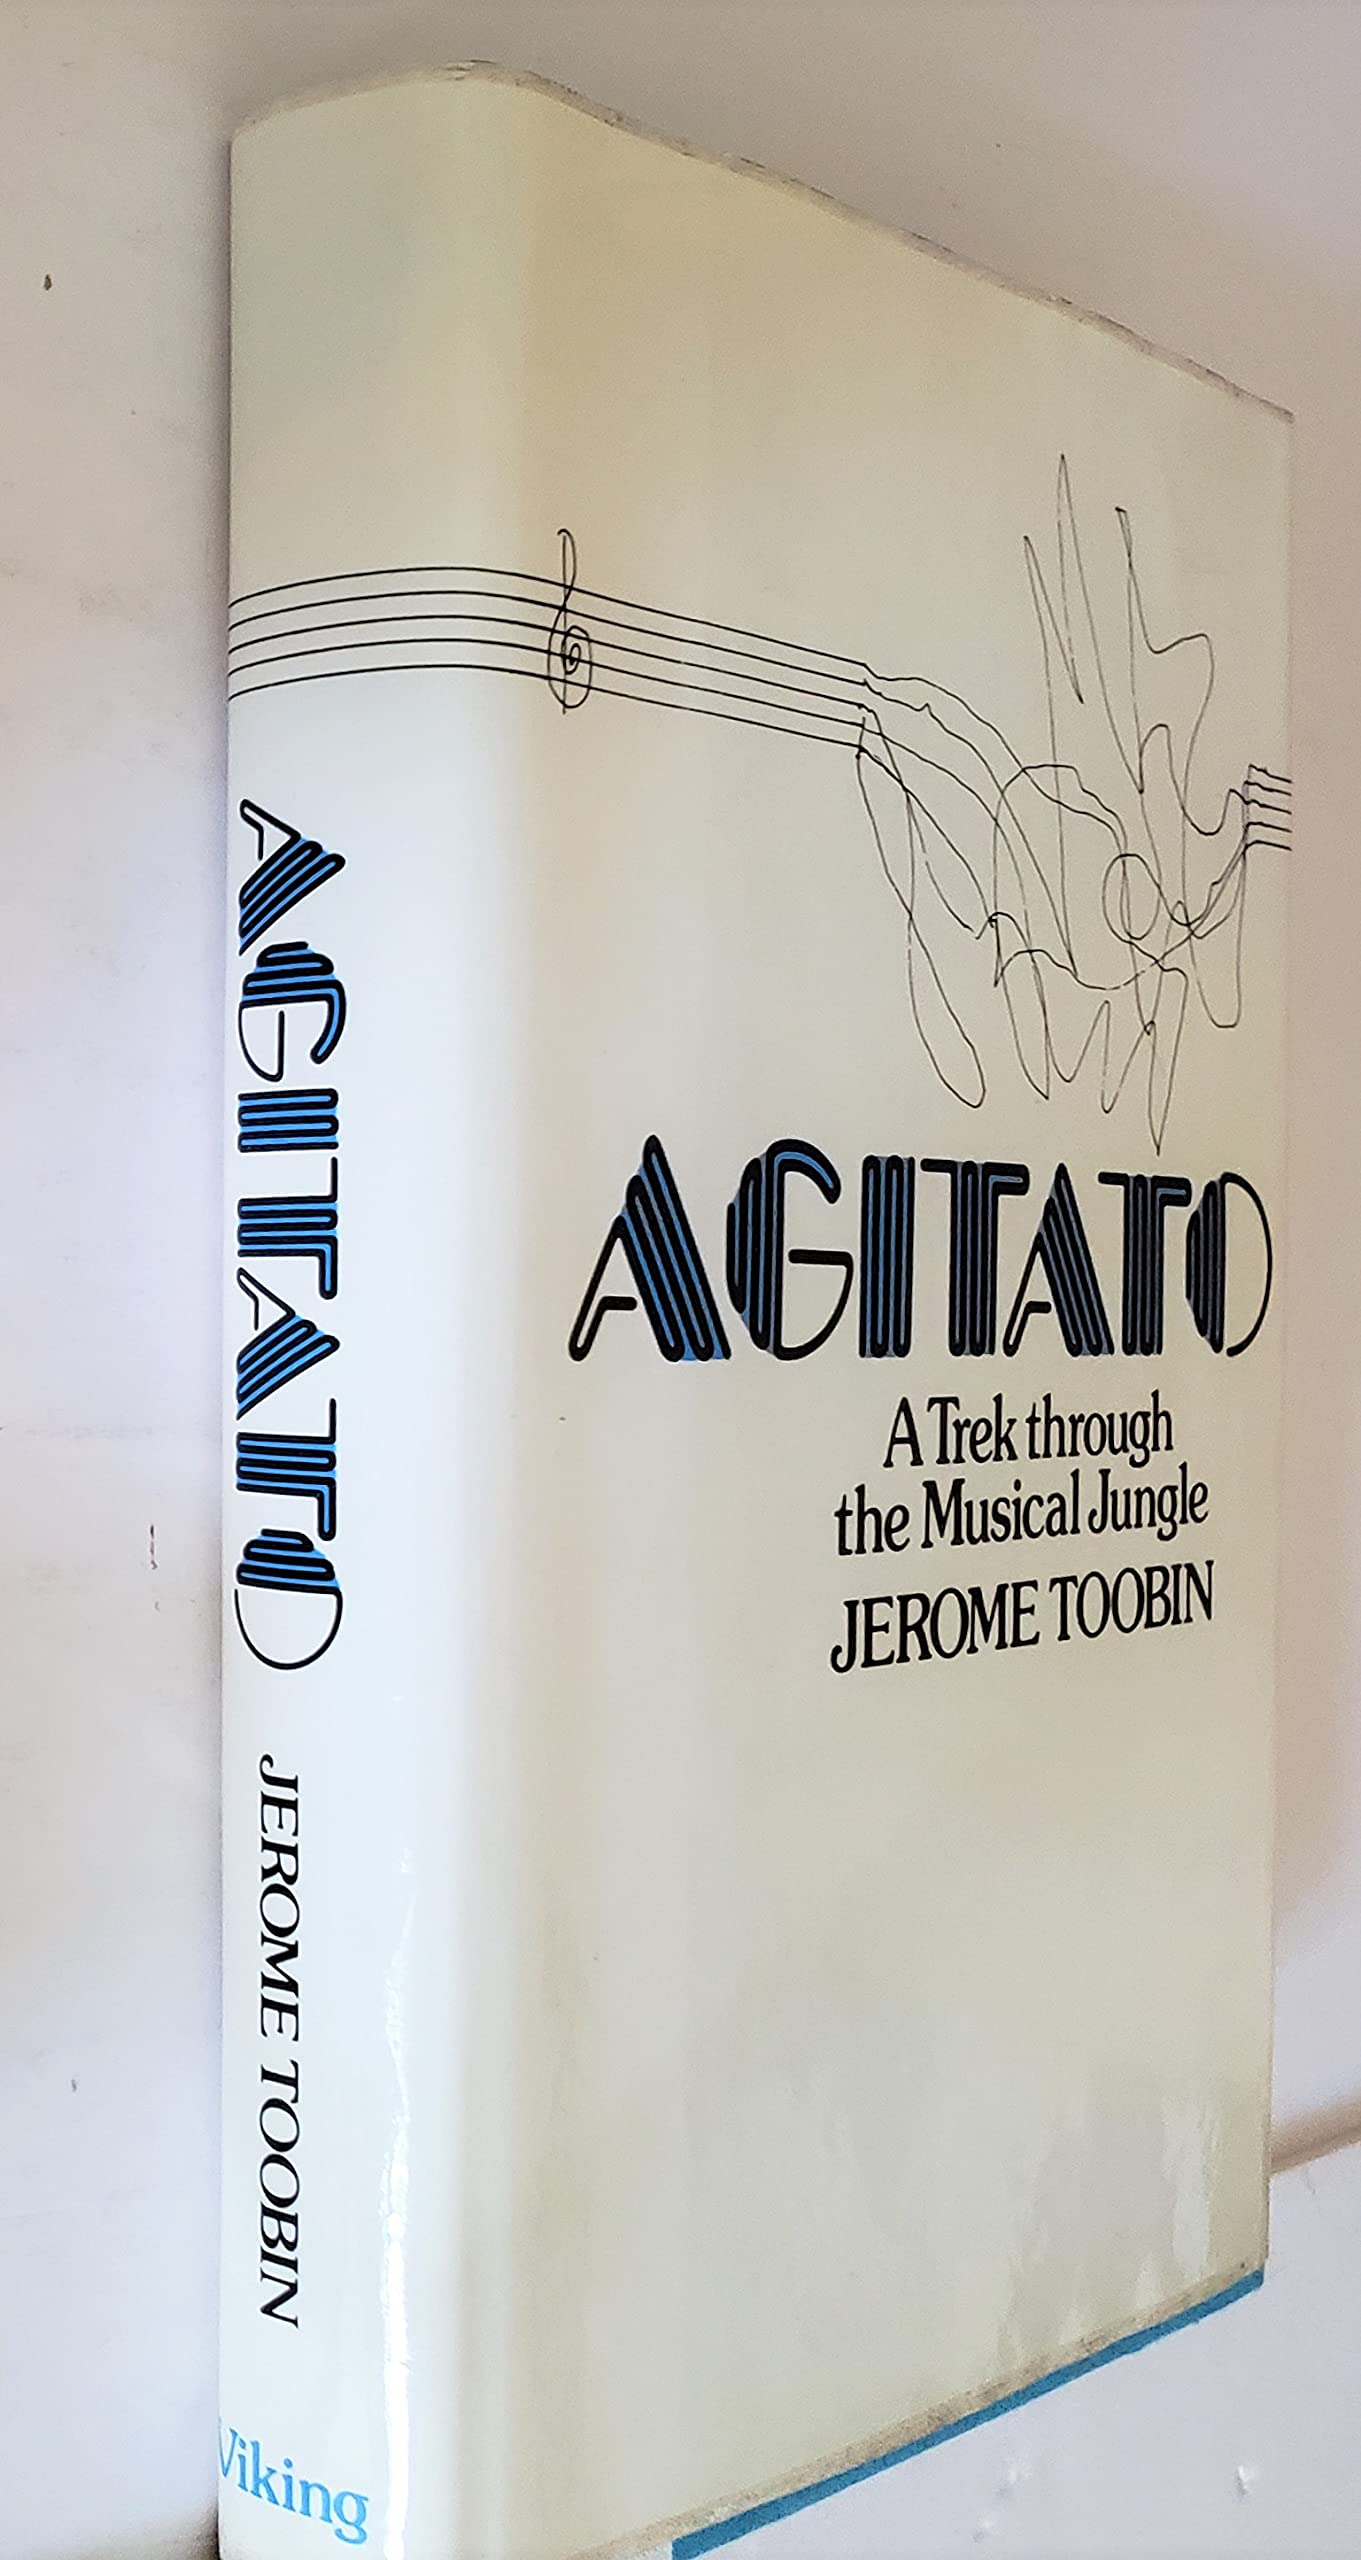 AGITATO
JEROME TOOBIN
Viking
AGITATO
A Trek through
the Musical Jungle
JEROME TOOBIN